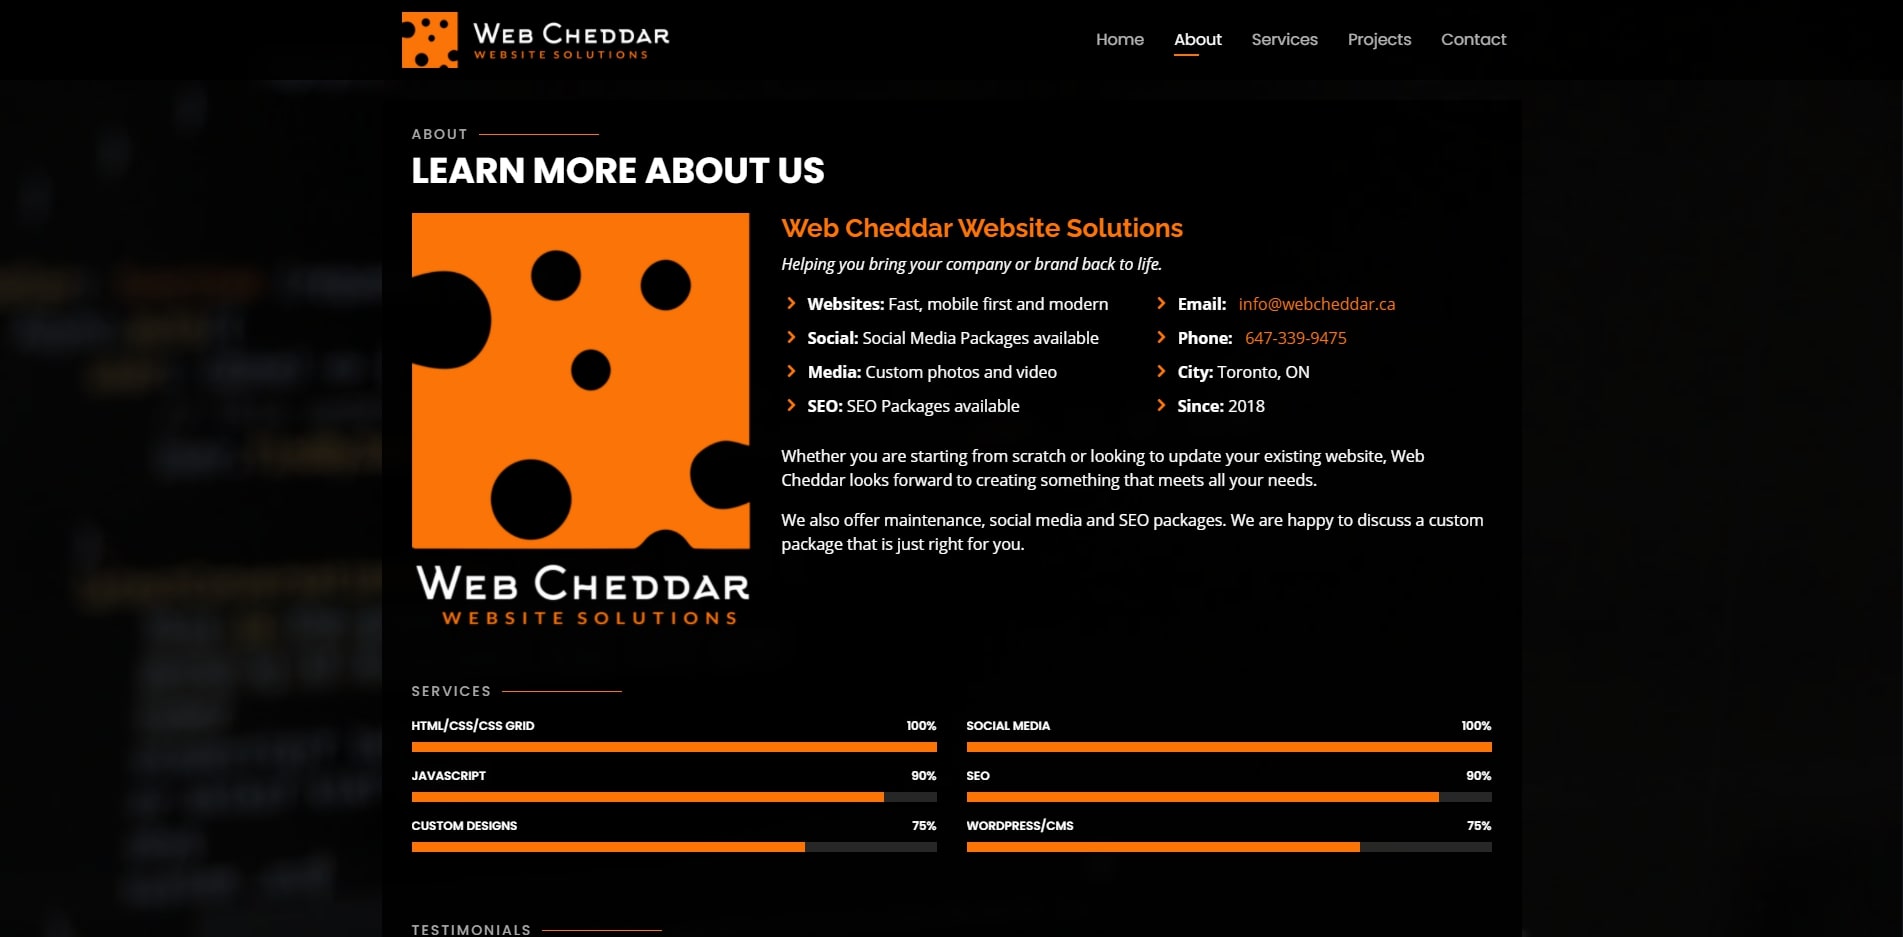 WEB CHEDDAR
WEBSITE SOLUTIONS
Home About Services Projects Contact
ABOUT
LEARN MORE ABOUT US
Web Cheddar Website Solutions
Helping you bring your company or brand back to life.
Websites: Fast, mobile first and modern
Social: Social Media Packages available
Media: Custom photos and video
SEO: SEO Packages available
Email: info@webcheddar.ca
Phone: 647-339-9475
City: Toronto, ON
Since: 2018
Whether you are starting from scratch or looking to update your existing website, Web
Cheddar looks forward to creating something that meets all your needs.
We also offer maintenance, social media and SEO packages. We are happy to discuss a custom
package that is just right for you.
WEB CHEDDAR
WEBSITE SOLUTIONS
SERVICES
HTML/CSS/CSS GRID 100%
JAVASCRIPT 90%
CUSTOM DESIGNS 75%
SOCIAL MEDIA 100%
SEO 90%
WORDPRESS/CMS 75%
TESTIMONIALS